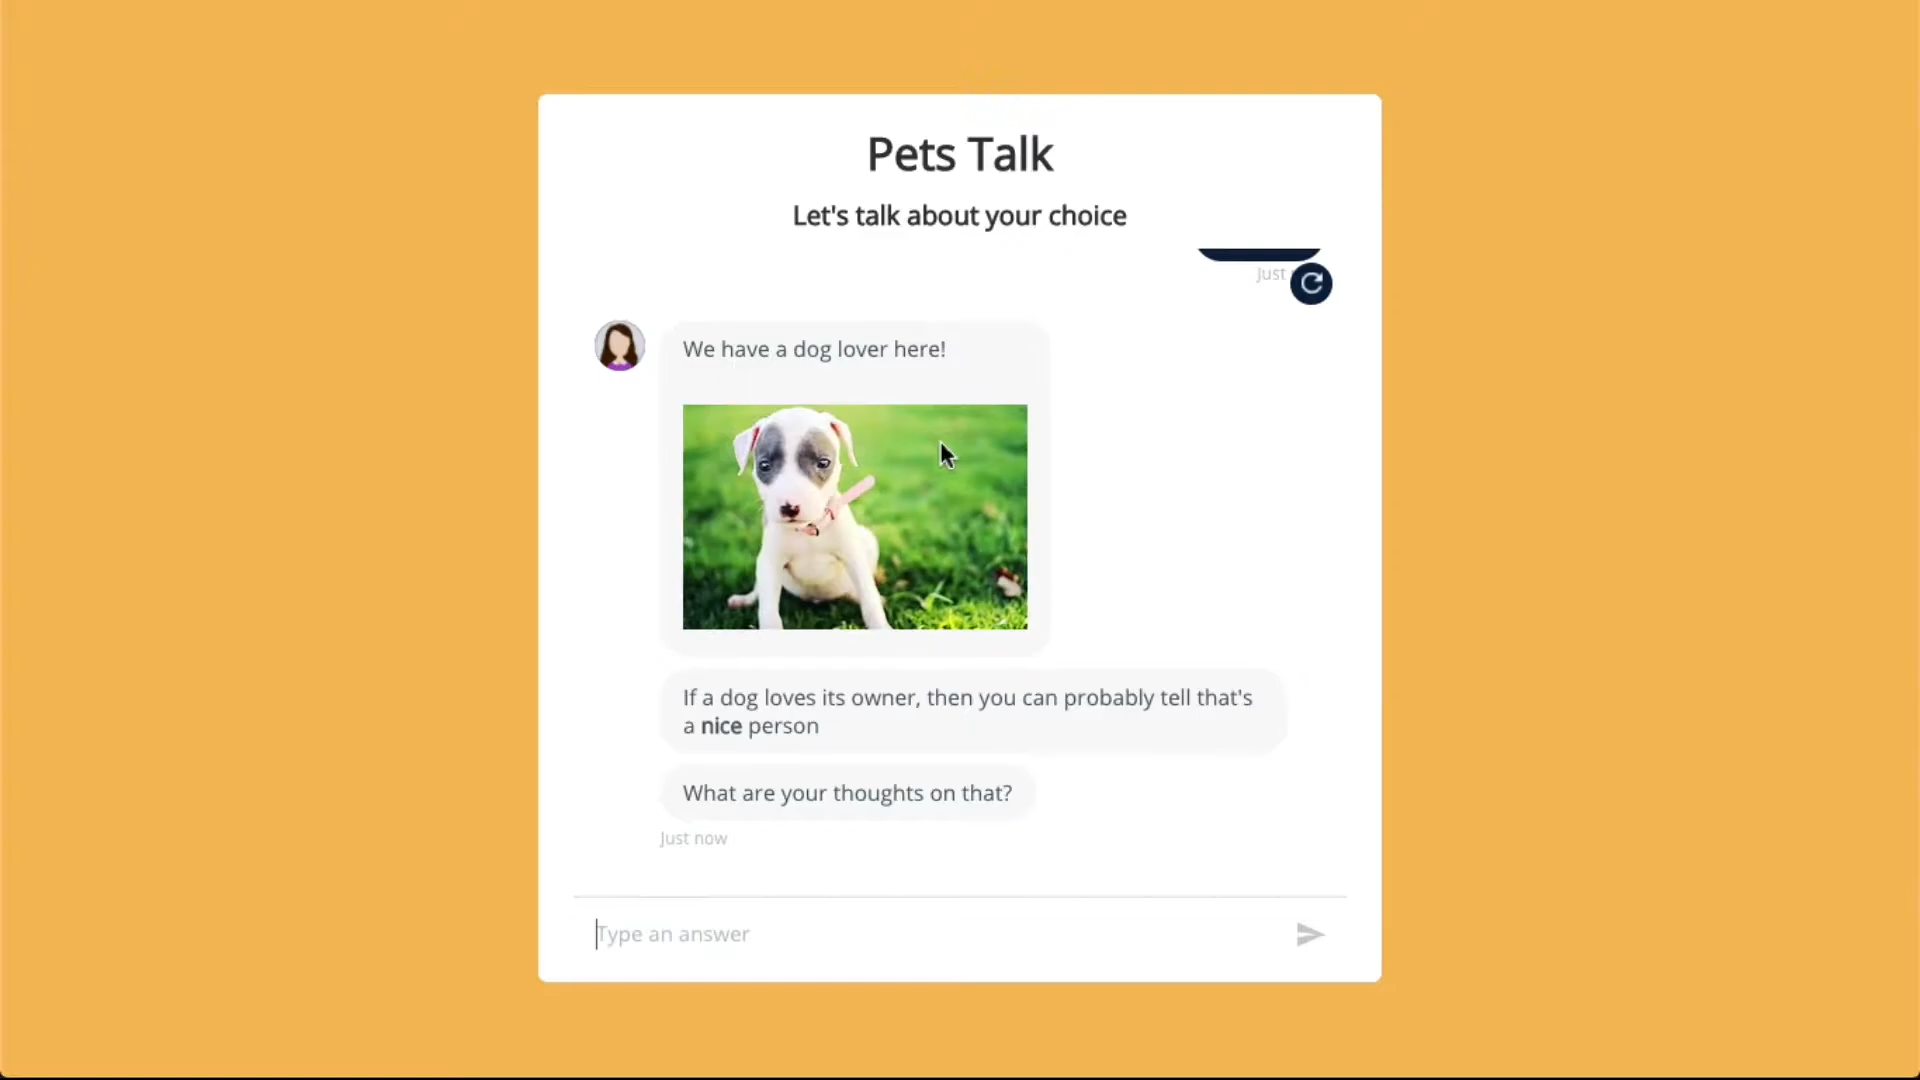 Pets Talk
Let's talk about your choice
Just
We have a dog lover here!
If a dog loves its owner, then you can probably tell that's
a nice person
What are your thoughts on that?
Just now
Type an answer